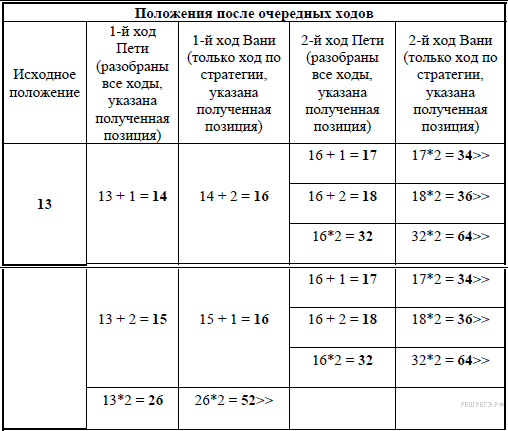 Положения после очередных ходов
Исходное положение
1-й ход Пети (разобраны все ходы, указана полученная позиция)
1-й ход Вани (только ход по стратегии, указана полученная позиция)
2-й ход Пети (разобраны все ходы, указана полученная позиция)
2-й ход Вани (только ход по стратегии, указана полученная позиция)
13
13 + 1 = 14
14 + 2 = 16
16 + 1 = 17
17*2 = 34>>
16 + 2 = 18
18*2 = 36>>
16*2 = 32
32*2 = 64>>
13 + 2 = 15
15 + 1 = 16
16 + 1 = 17
17*2 = 34>>
16 + 2 = 18
18*2 = 36>>
16*2 = 32
32*2 = 64>>
13*2 = 26
26*2 = 52>>
РЕШУЕГЭ.РФ